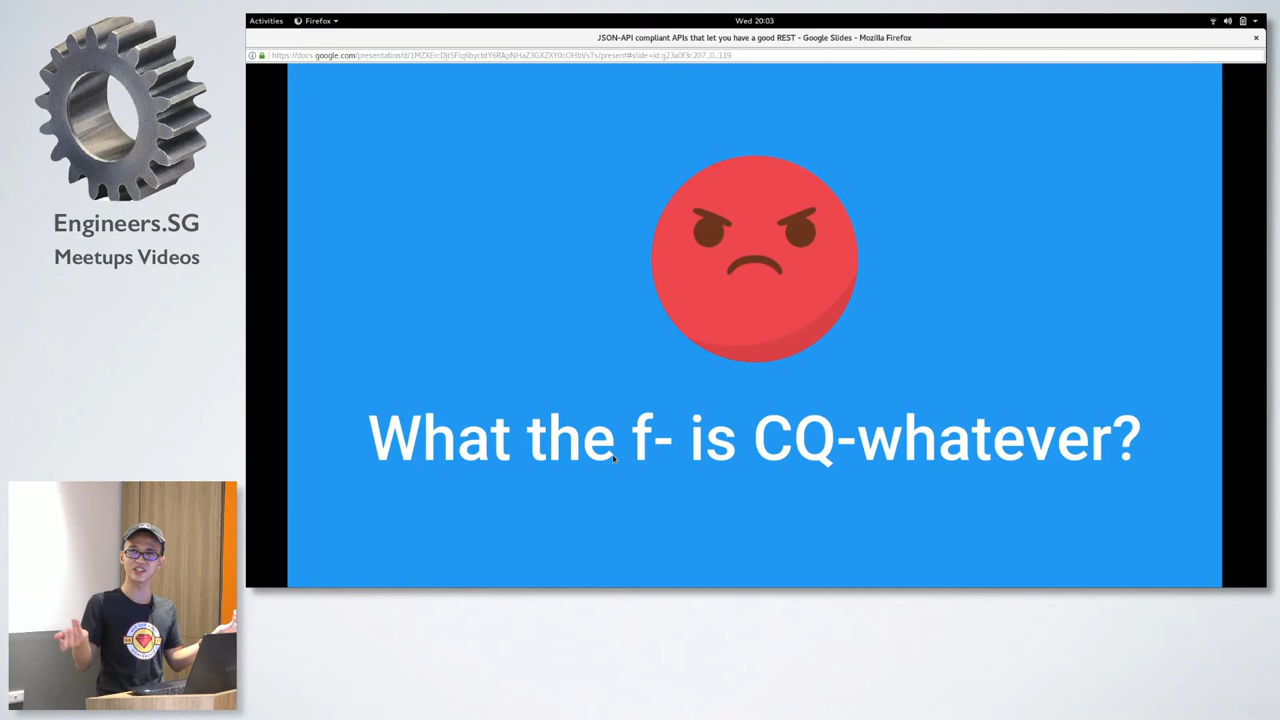 Activities
Firefox
Wed 20:03
JSON-API compliant APIs that let you have a good REST - Google Slides - Mozilla Firefox
Engineers.SG
Meetups Videos
What the f- is CQ-whatever?